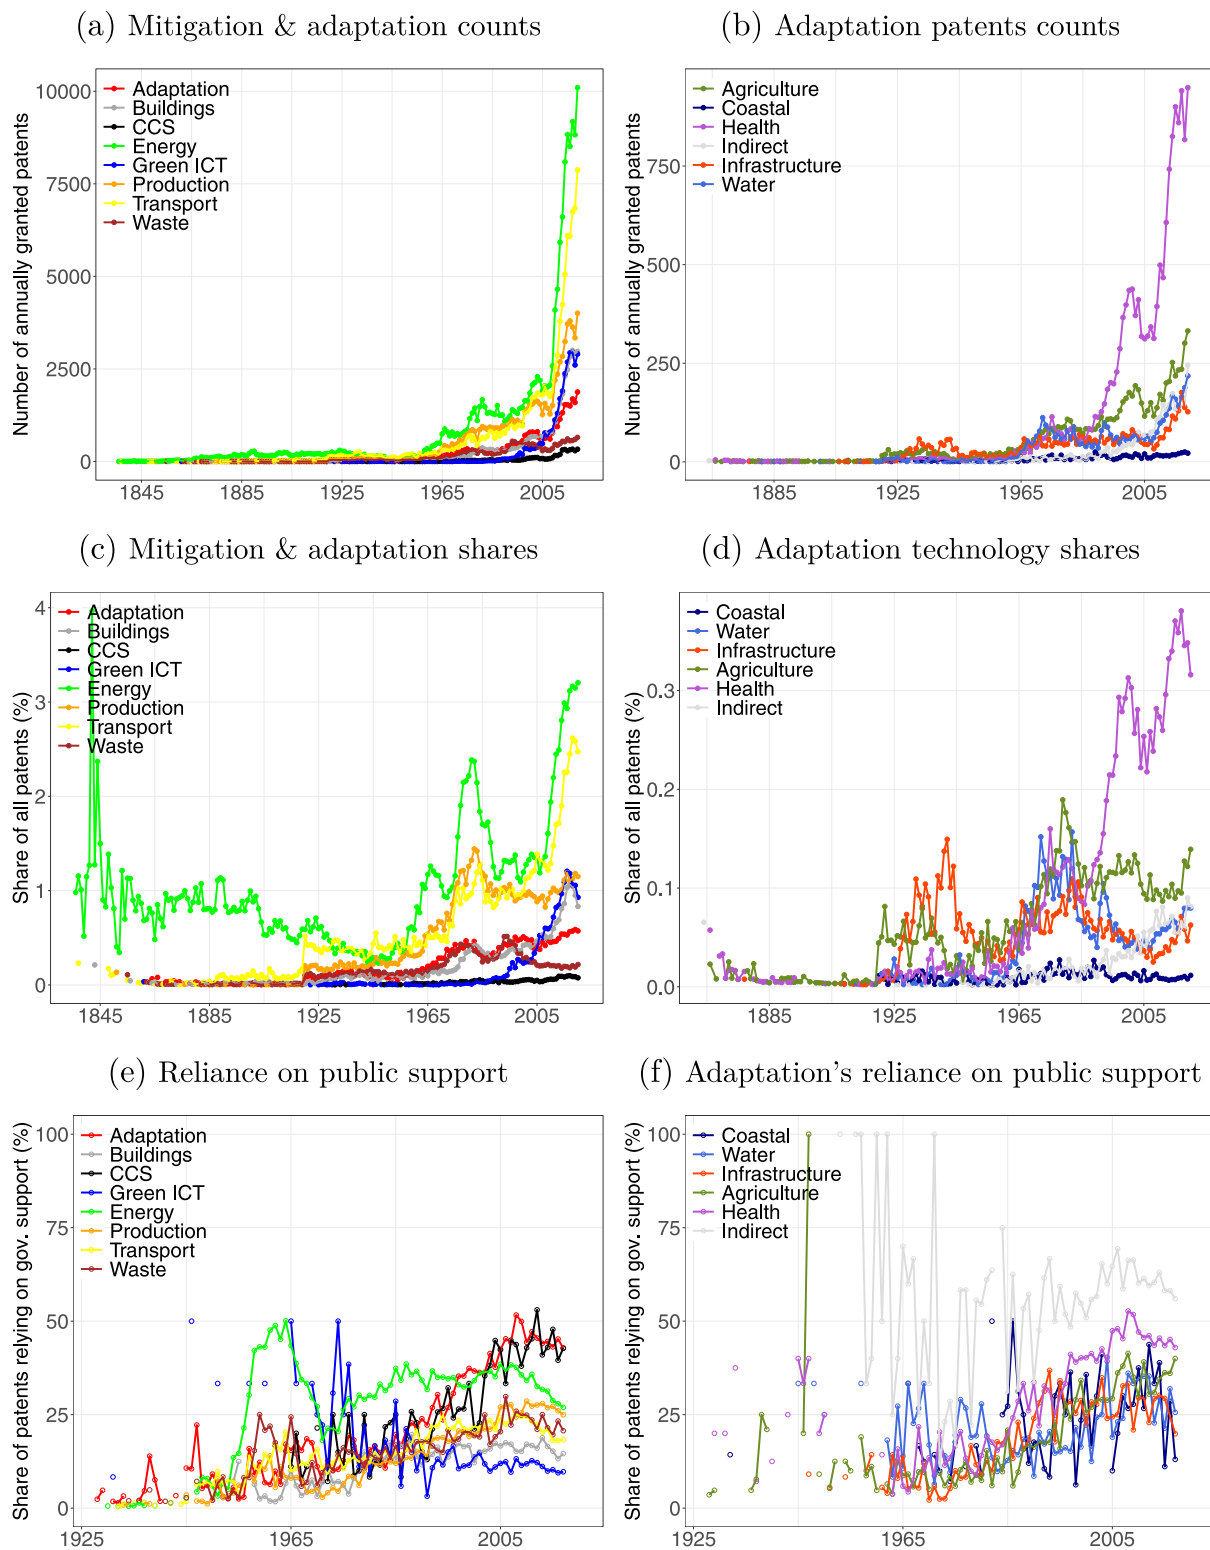 (a) Mitigation & adaptation counts
Number of annually granted patents
10000
7500
5000
2500
0
Adaptation
Buildings
CCS
Energy
Green ICT
Production
Transport
Waste
1845 1885 1925 1965 2005
(b) Adaptation patents counts
Number of annually granted patents
750
500
250
0
Agriculture
Coastal
Health
Indirect
Infrastructure
Water
1885 1925 1965 2005
(c) Mitigation & adaptation shares
Share of all patents (%)
4
3
2
1
0
Adaptation
Buildings
CCS
Green ICT
Energy
Production
Transport
Waste
1845 1885 1925 1965 2005
(d) Adaptation technology shares
Share of all patents (%)
0.3
0.2
0.1
0.0
Coastal
Water
Infrastructure
Agriculture
Health
Indirect
1885 1925 1965 2005
(e) Reliance on public support
Share of patents relying on gov. support (%)
100
75
50
25
0
Adaptation
Buildings
CCS
Green ICT
Energy
Production
Transport
Waste
1925 1965 2005
(f) Adaptation's reliance on public support
Share of patents relying on gov. support (%)
100
75
50
25
0
Coastal
Water
Infrastructure
Agriculture
Health
Indirect
1925 1965 2005